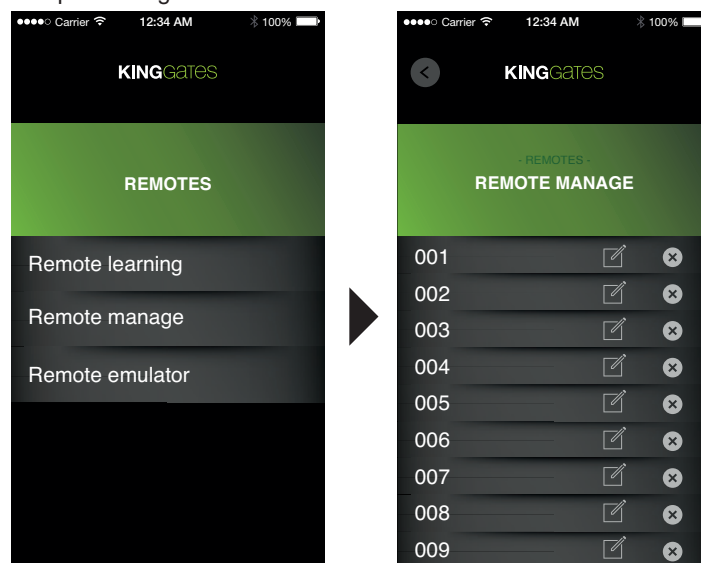 ●●●●○ Carrier 12:34 AM 100%
KINGGATES
REMOTES
Remote learning
Remote manage
Remote emulator
●●●●○ Carrier 12:34 AM 100%
KINGGATES
- REMOTES -
REMOTE MANAGE
001
002
003
004
005
006
007
008
009